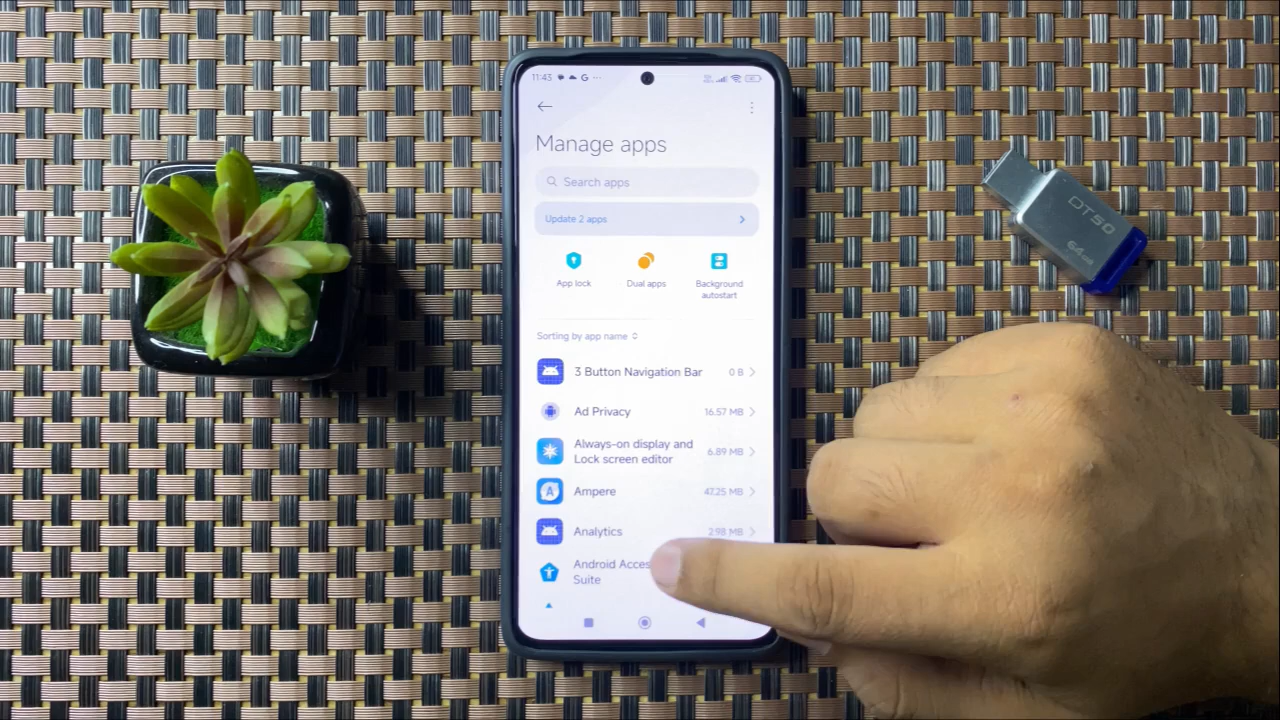 11:43
Manage apps
Search apps
Update 2 apps
App lock
Dual apps
Background
autostart
Sorting by app name
3 Button Navigation Bar 0 B
Ad Privacy 16.57 MB
Always-on display and
Lock screen editor 6.89 MB
Ampere 47.25 MB
Analytics 2.98 MB
Android Acces
Suite
DT50
64GB